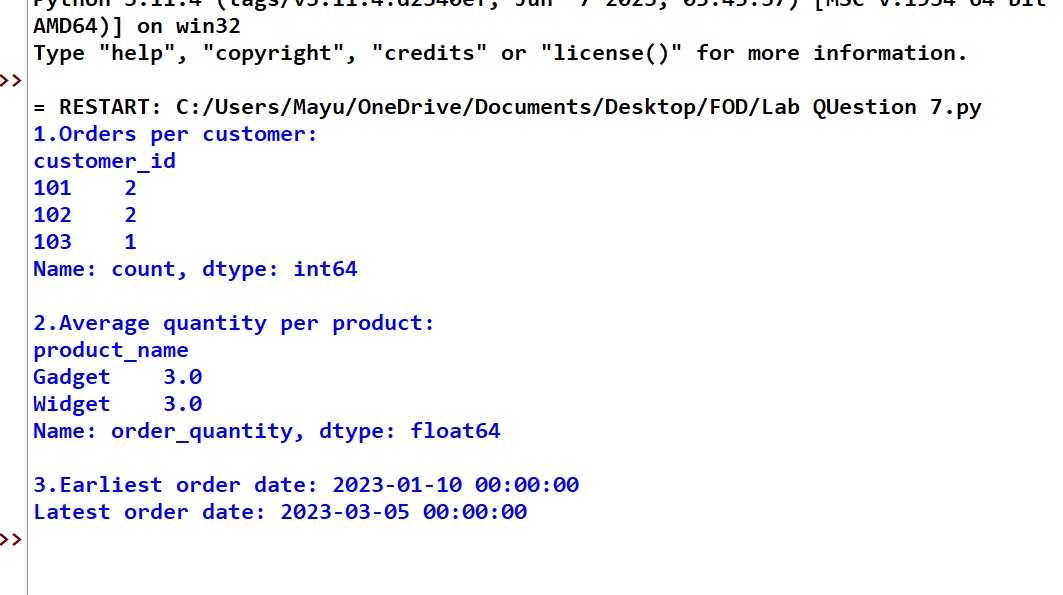 AMD64)] on win32
Type "help", "copyright", "credits" or "license()" for more information.
>>
= RESTART: C:/Users/Mayu/OneDrive/Documents/Desktop/FOD/Lab QUestion 7.py
1.Orders per customer:
customer_id
101    2
102    2
103    1
Name: count, dtype: int64
2.Average quantity per product:
product_name
Gadget    3.0
Widget    3.0
Name: order_quantity, dtype: float64
3.Earliest order date: 2023-01-10 00:00:00
Latest order date: 2023-03-05 00:00:00
>>